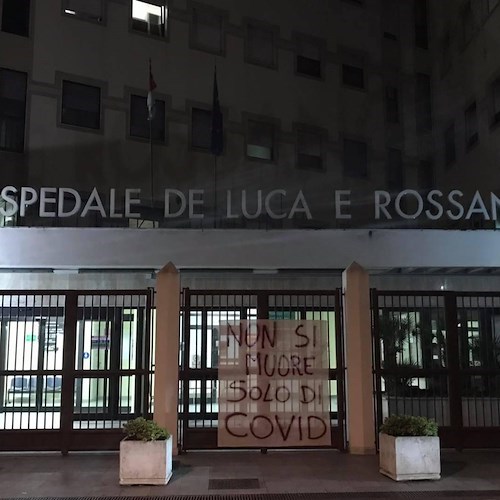 SPEDALE DE LUCA E ROSSAN
NON SI
MUORE
SOLO DI
COVID